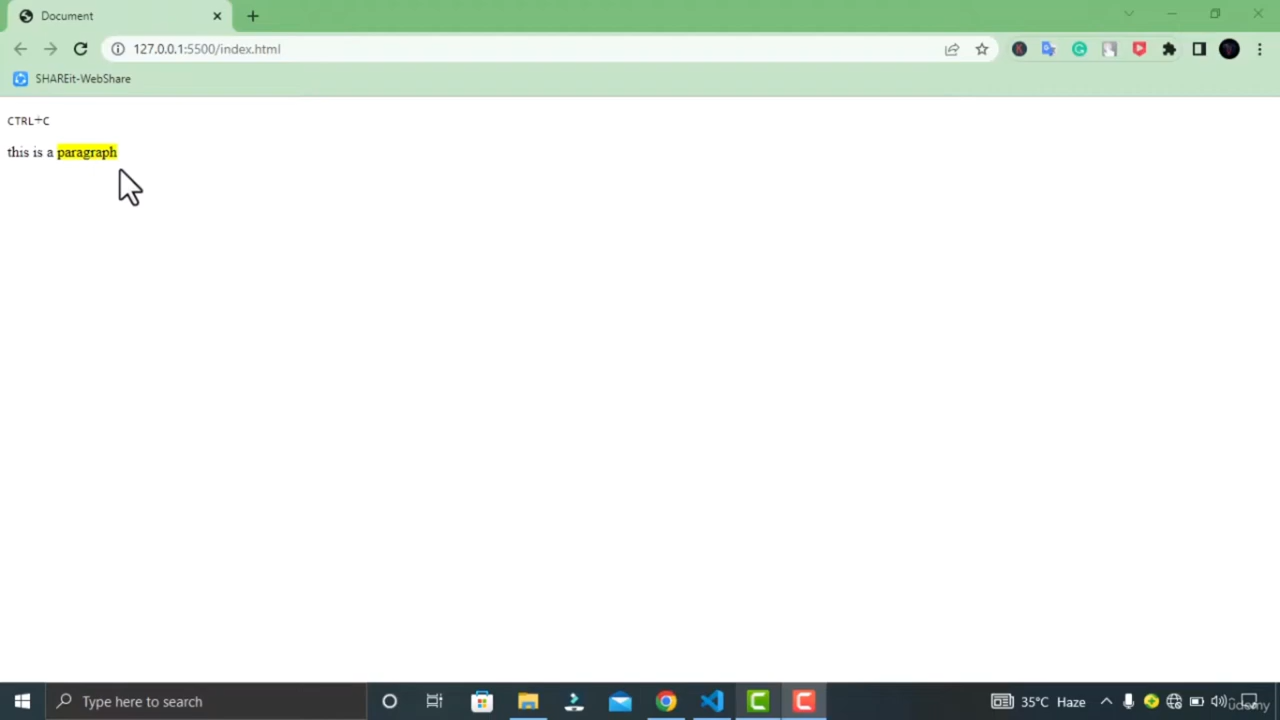 Document
127.0.0.1:5500/index.html
SHAREit-WebShare
CTRL+C
this is a paragraph
Type here to search
35°C Haze
ûdemy